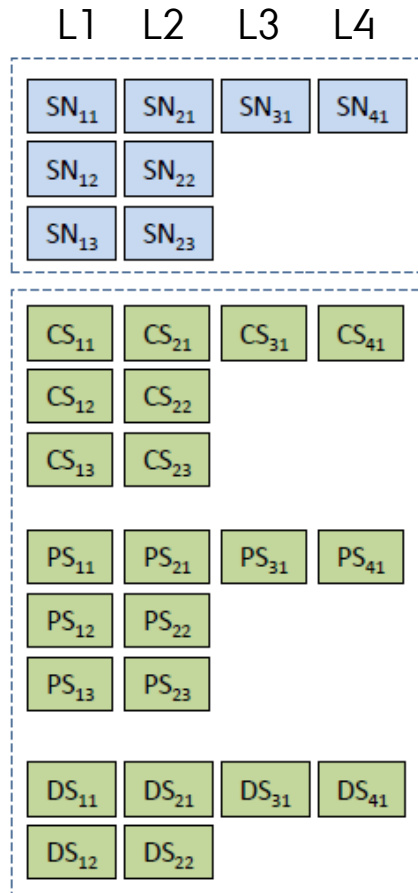 L1 L2 L3 L4
SN₁₁ SN₂₁ SN₃₁ SN₄₁
SN₁₂ SN₂₂
SN₁₃ SN₂₃
CS₁₁ CS₂₁ CS₃₁ CS₄₁
CS₁₂ CS₂₂
CS₁₃ CS₂₃
PS₁₁ PS₂₁ PS₃₁ PS₄₁
PS₁₂ PS₂₂
PS₁₃ PS₂₃
DS₁₁ DS₂₁ DS₃₁ DS₄₁
DS₁₂ DS₂₂